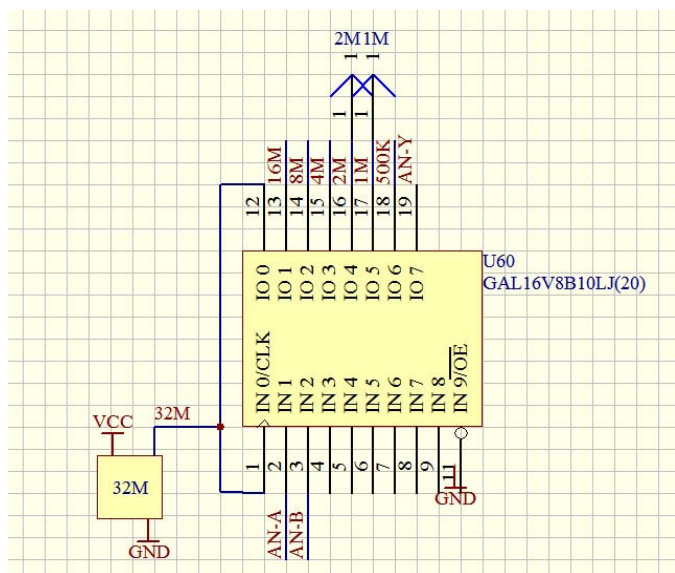 2M 1M
1 1
1 1
16M 8M 4M 2M 1M 500K AN-Y
12 13 14 15 16 17 18 19
IO 0 IO 1 IO 2 IO 3 IO 4 IO 5 IO 6 IO 7
U60
GAL16V8B10LJ(20)
IN 0/CLK IN 1 IN 2 IN 3 IN 4 IN 5 IN 6 IN 7 IN 8 IN 9/OE
VCC
32M
1 2 3 4 5 6 7 8 9 11
32M
GND
GND
AN-A AN-B